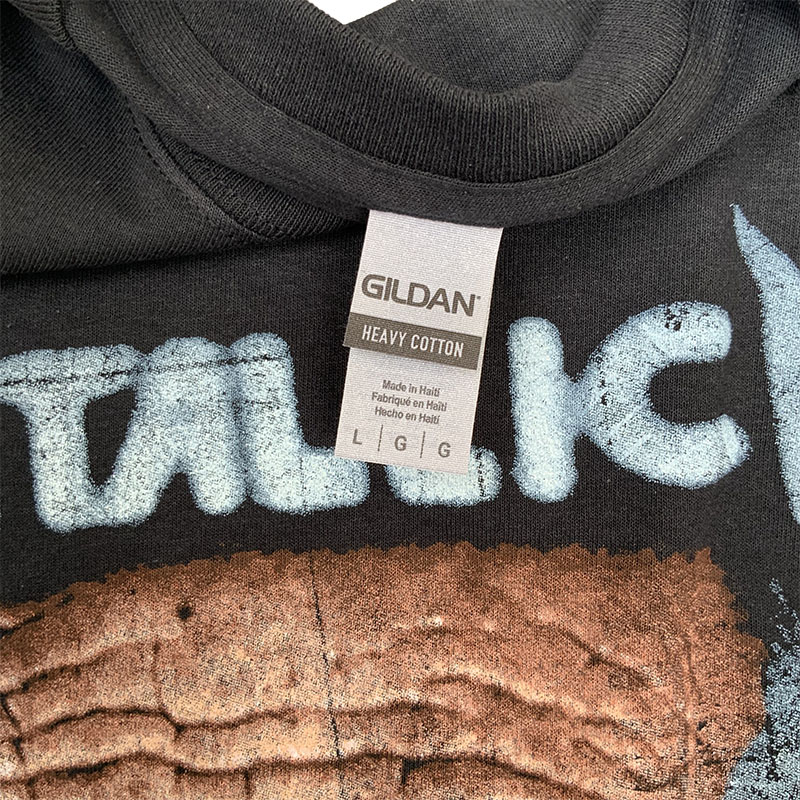 GILDAN
HEAVY COTTON
Made in Haiti
Fabriqué en Haïti
Hecho en Haití
L | G | G
TALLIC